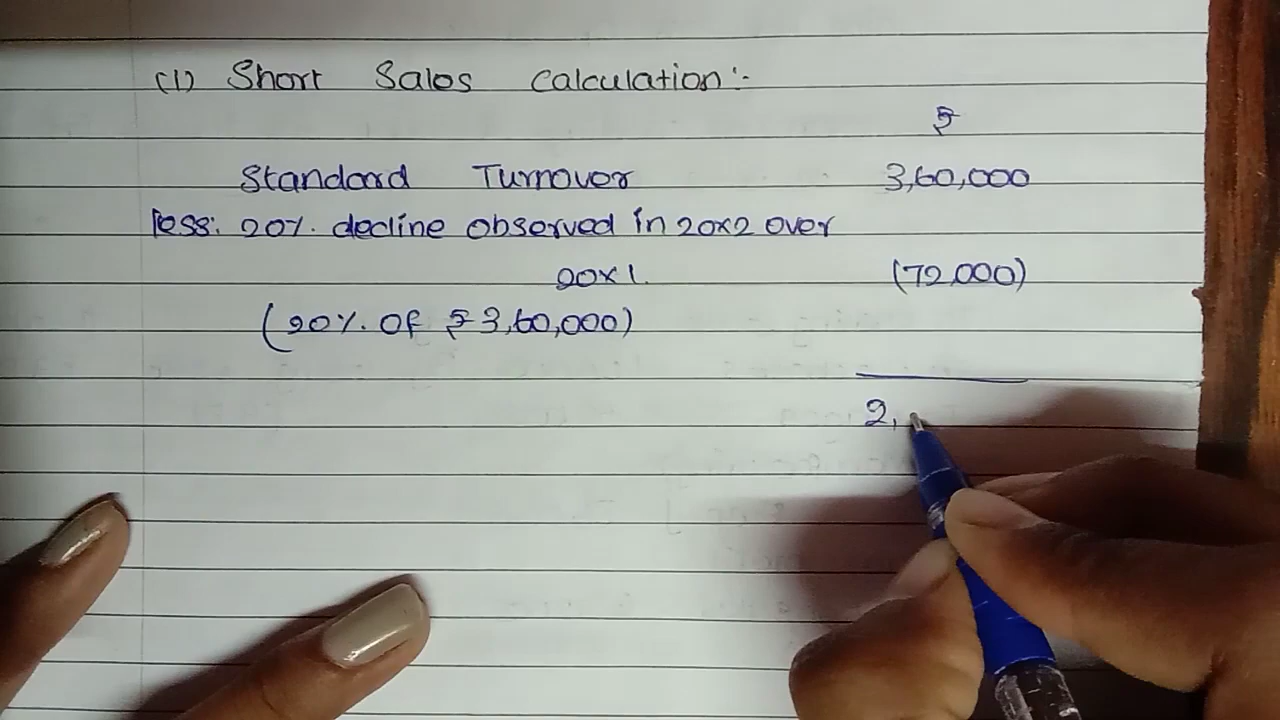 (1) Short Sales Calculation :-
₹
Standard Turnover 3,60,000
less: 20%. decline observed in 20x2 over
20x1. (72,000)
(20%. Of ₹ 3,60,000)
2,